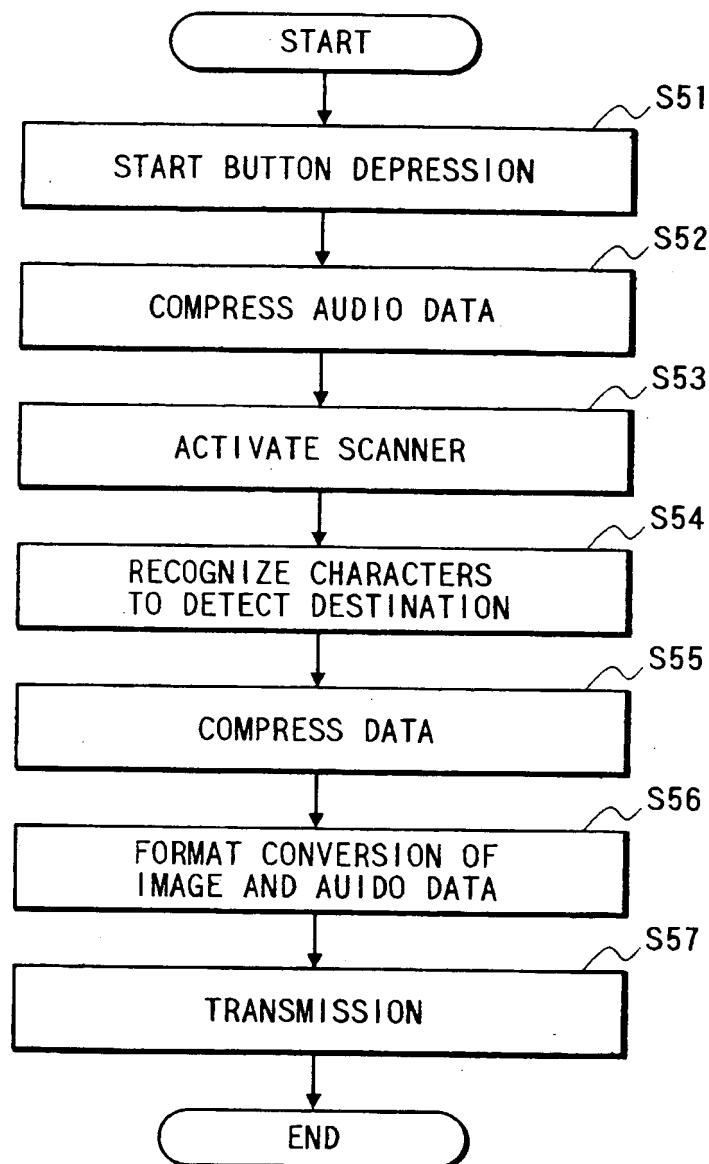 START
S51
START BUTTON DEPRESSION
S52
COMPRESS AUDIO DATA
S53
ACTIVATE SCANNER
S54
RECOGNIZE CHARACTERS
TO DETECT DESTINATION
S55
COMPRESS DATA
S56
FORMAT CONVERSION OF
IMAGE AND AUIDO DATA
S57
TRANSMISSION
END